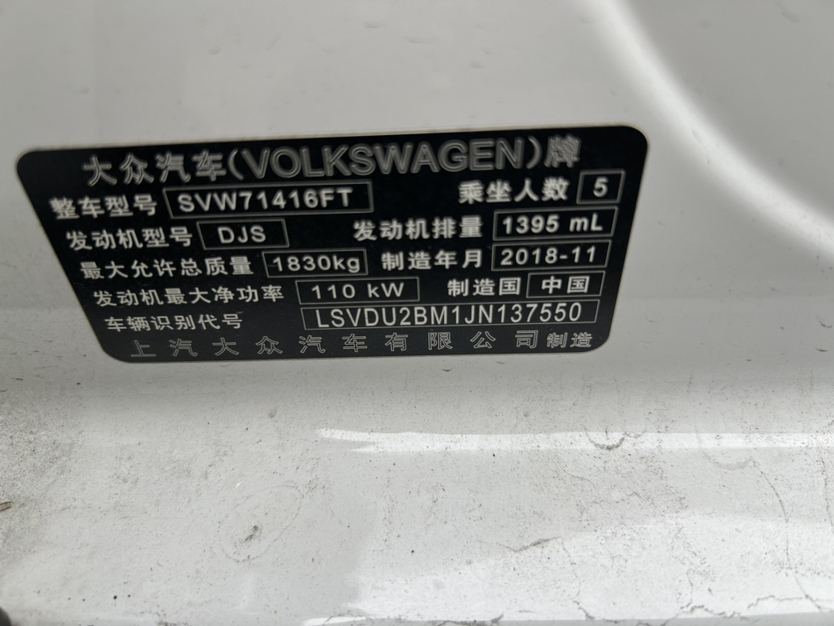 大众汽车(VOLKSWAGEN)牌
整车型号 SVW71416FT 乘坐人数 5
发动机型号 DJS 发动机排量 1395 mL
最大允许总质量 1830kg 制造年月 2018-11
发动机最大净功率 110 kW 制造国 中国
车辆识别代号 LSVDU2BM1JN137550
上汽大众汽车有限公司制造